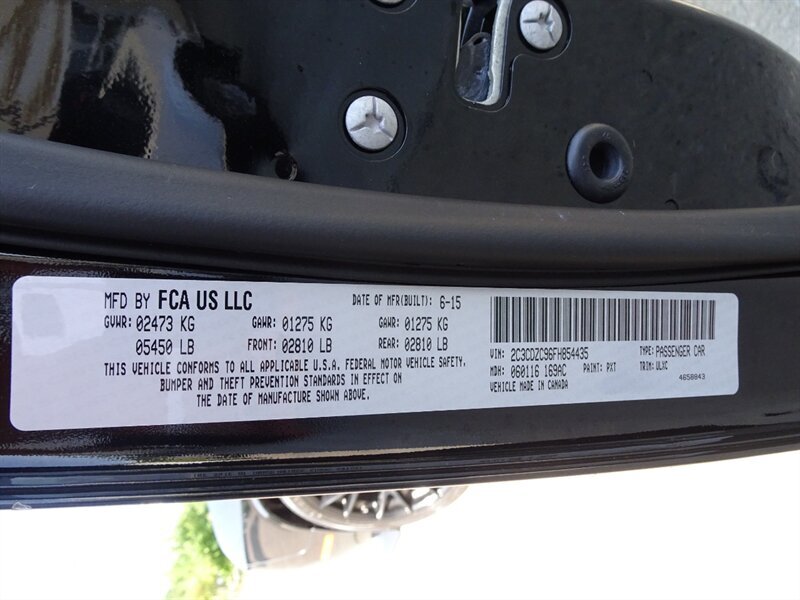 MFD BY FCA US LLC DATE OF MFR(BUILT): 6-15
GVWR: 02473 KG GAWR: 01275 KG GAWR: 01275 KG
05450 LB FRONT: 02810 LB REAR: 02810 LB
THIS VEHICLE CONFORMS TO ALL APPLICABLE U.S.A. FEDERAL MOTOR VEHICLE SAFETY,
BUMPER AND THEFT PREVENTION STANDARDS IN EFFECT ON
THE DATE OF MANUFACTURE SHOWN ABOVE.
VIN: 2C3CDZC96FH854435 TYPE: PASSENGER CAR
MDH: 060116 169AC PAINT: PXT TRIM: ULXC
VEHICLE MADE IN CANADA 4658843